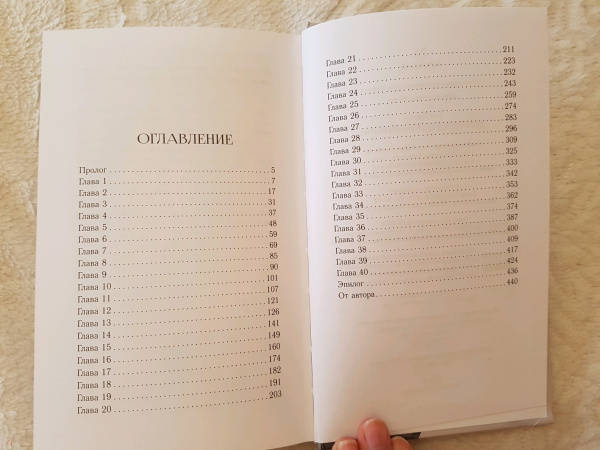 ОГЛАВЛЕНИЕ
Пролог 5
Глава 1 7
Глава 2 17
Глава 3 31
Глава 4 37
Глава 5 48
Глава 6 59
Глава 7 69
Глава 8 85
Глава 9 90
Глава 10 101
Глава 11 107
Глава 12 121
Глава 13 126
Глава 14 141
Глава 15 149
Глава 16 160
Глава 17 174
Глава 18 182
Глава 19 191
Глава 20 203
Глава 21 211
Глава 22 223
Глава 23 232
Глава 24 243
Глава 25 259
Глава 26 274
Глава 27 283
Глава 28 296
Глава 29 309
Глава 30 325
Глава 31 333
Глава 32 342
Глава 33 353
Глава 34 362
Глава 35 374
Глава 36 387
Глава 37 400
Глава 38 409
Глава 39 417
Глава 40 424
Эпилог 436
От автора 440